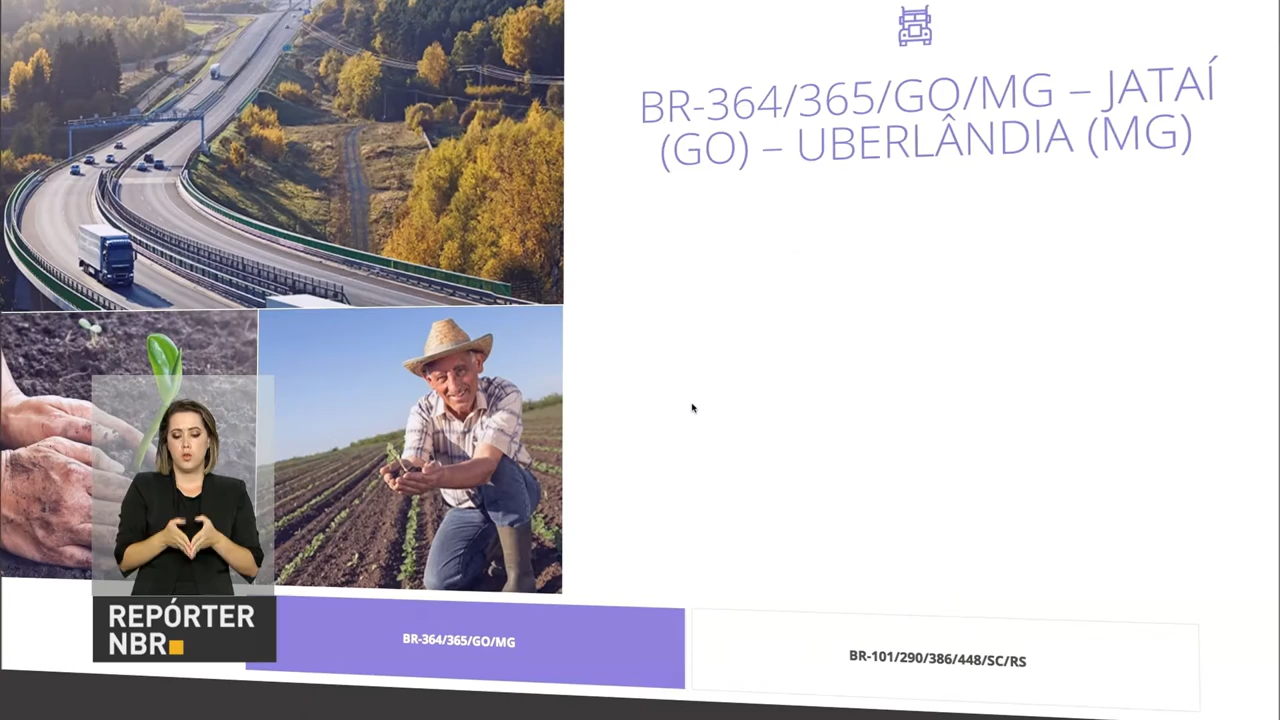 BR-364/365/GO/MG – JATAÍ
(GO) – UBERLÂNDIA (MG)
REPÓRTER
NBR
BR-364/365/GO/MG
BR-101/290/386/448/SC/RS